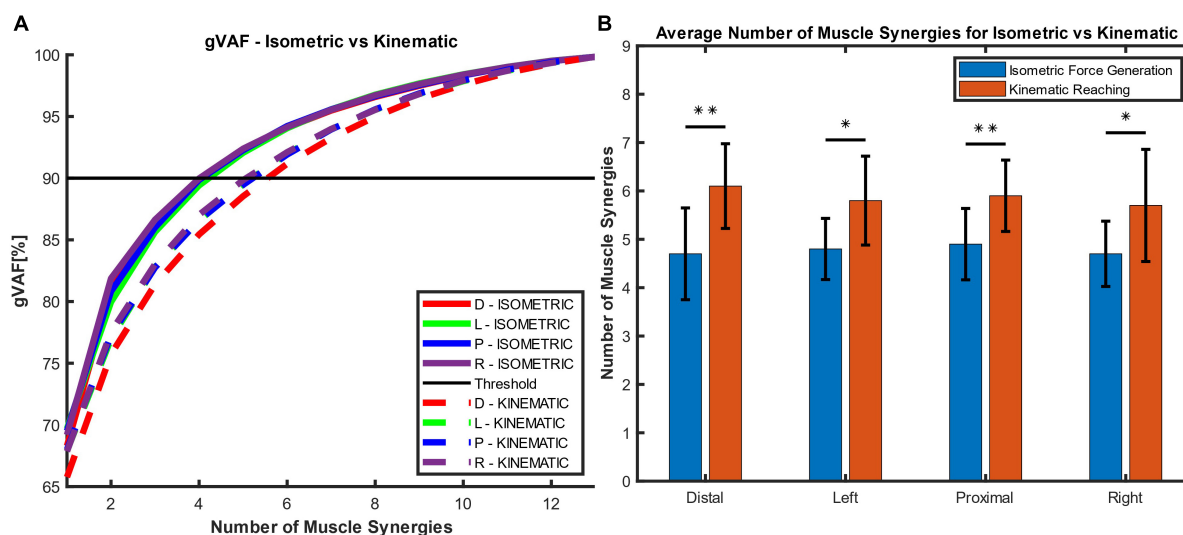 A
gVAF - Isometric vs Kinematic
100
95
90
85
80
75
70
65
gVAF[%]
2 4 6 8 10 12
Number of Muscle Synergies
D - ISOMETRIC
L - ISOMETRIC
P - ISOMETRIC
R - ISOMETRIC
Threshold
D - KINEMATIC
L - KINEMATIC
P - KINEMATIC
R - KINEMATIC
B
Average Number of Muscle Synergies for Isometric vs Kinematic
9
8
7
6
5
4
3
2
1
0
Number of Muscle Synergies
Isometric Force Generation
Kinematic Reaching
** * ** *
Distal Left Proximal Right